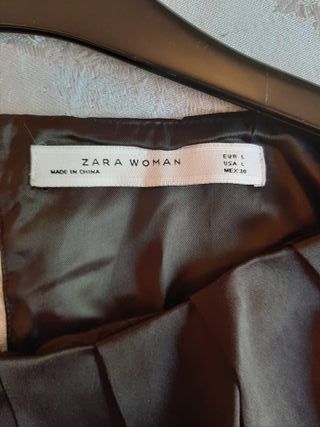 ZARA WOMAN
MADE IN CHINA
EUR L
USA L
MEX 30